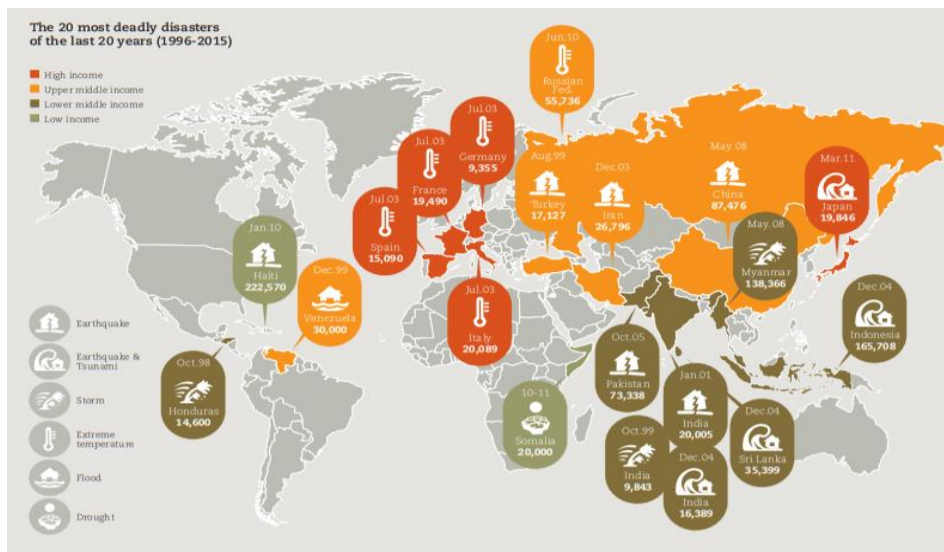 The 20 most deadly disasters
of the last 20 years (1996-2015)
High income
Upper middle income
Lower middle income
Low income
Jun.10
Russian
Fed.
55,736
Jul.03
Germany
9,355
Jul.03
France
19,490
Jul.03
Spain
15,090
Jul.03
Italy
20,089
Aug.99
Turkey
17,127
Dec.03
Iran
26,796
May.08
China
87,476
Mar.11
Japan
19,846
May.08
Myanmar
138,366
Dec.04
Indonesia
165,708
Jan.10
Haiti
222,570
Dec.99
Venezuela
30,000
Oct.98
Honduras
14,600
10-11
Somalia
20,000
Oct.05
Pakistan
73,338
Jan.01
India
20,005
Oct.99
India
9,843
Dec.04
India
16,389
Dec.04
Sri Lanka
35,399
Earthquake
Earthquake &
Tsunami
Storm
Extreme
temperature
Flood
Drought